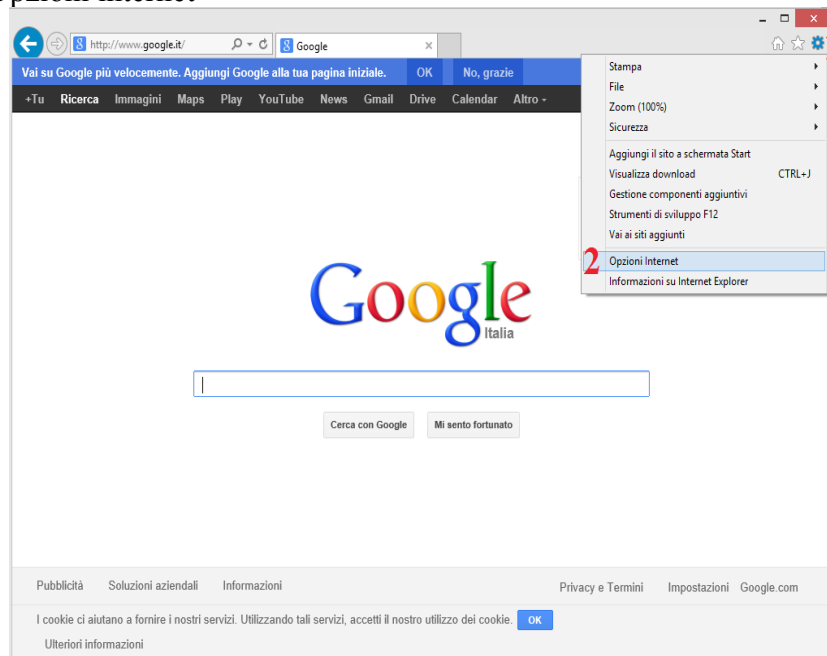 Opzioni Internet
http://www.google.it/
Google
Vai su Google più velocemente. Aggiungi Google alla tua pagina iniziale. OK No, grazie
+Tu Ricerca Immagini Maps Play YouTube News Gmail Drive Calendar Altro
Stampa
File
Zoom (100%)
Sicurezza
Aggiungi il sito a schermata Start
Visualizza download CTRL+J
Gestione componenti aggiuntivi
Strumenti di sviluppo F12
Vai ai siti aggiunti
2 Opzioni Internet
Informazioni su Internet Explorer
Google
Italia
Cerca con Google Mi sento fortunato
Pubblicità Soluzioni aziendali Informazioni Privacy e Termini Impostazioni Google.com
I cookie ci aiutano a fornire i nostri servizi. Utilizzando tali servizi, accetti il nostro utilizzo dei cookie. OK
Ulteriori informazioni